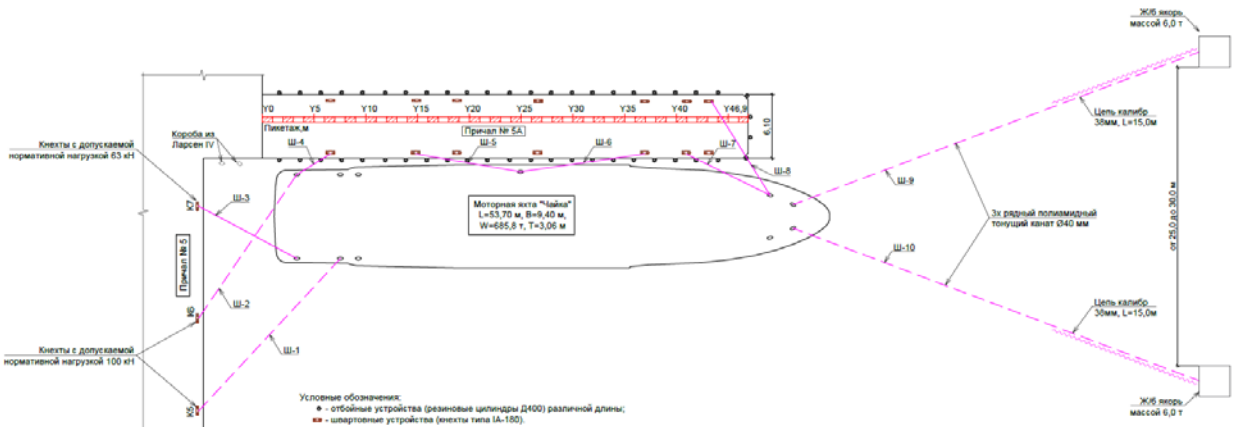 Ж/б якорь
массой 6,0 т
Y0
Y5
Y10
Y15
Y20
Y25
Y30
Y35
Y40
Y46,9
Пикетаж,м
Причал № 5А
6,10
Цепь калибр
38мм, L=15,0м
Кнехты с допускаемой
нормативной нагрузкой 63 кН
Короба из
Ларсен IV
Ш-4
Ш-5
Ш-6
Ш-7
Ш-8
Ш-9
К7
Ш-3
Моторная яхта "Чайка"
L=53,70 м, В=9,40 м,
W=685,8 т, Т=3,06 м
3х рядный полиамидный
тонущий канат Ø40 мм
от 25,0 до 30,0 м
Причал № 5
Ш-10
Ш-2
К6
Цепь калибр
38мм, L=15,0м
Кнехты с допускаемой
нормативной нагрузкой 100 кН
Ш-1
К5
Условные обозначения:
- отбойные устройства (резиновые цилиндры Д400) различной длины;
- швартовные устройства (кнехты типа IА-180).
Ж/б якорь
массой 6,0 т